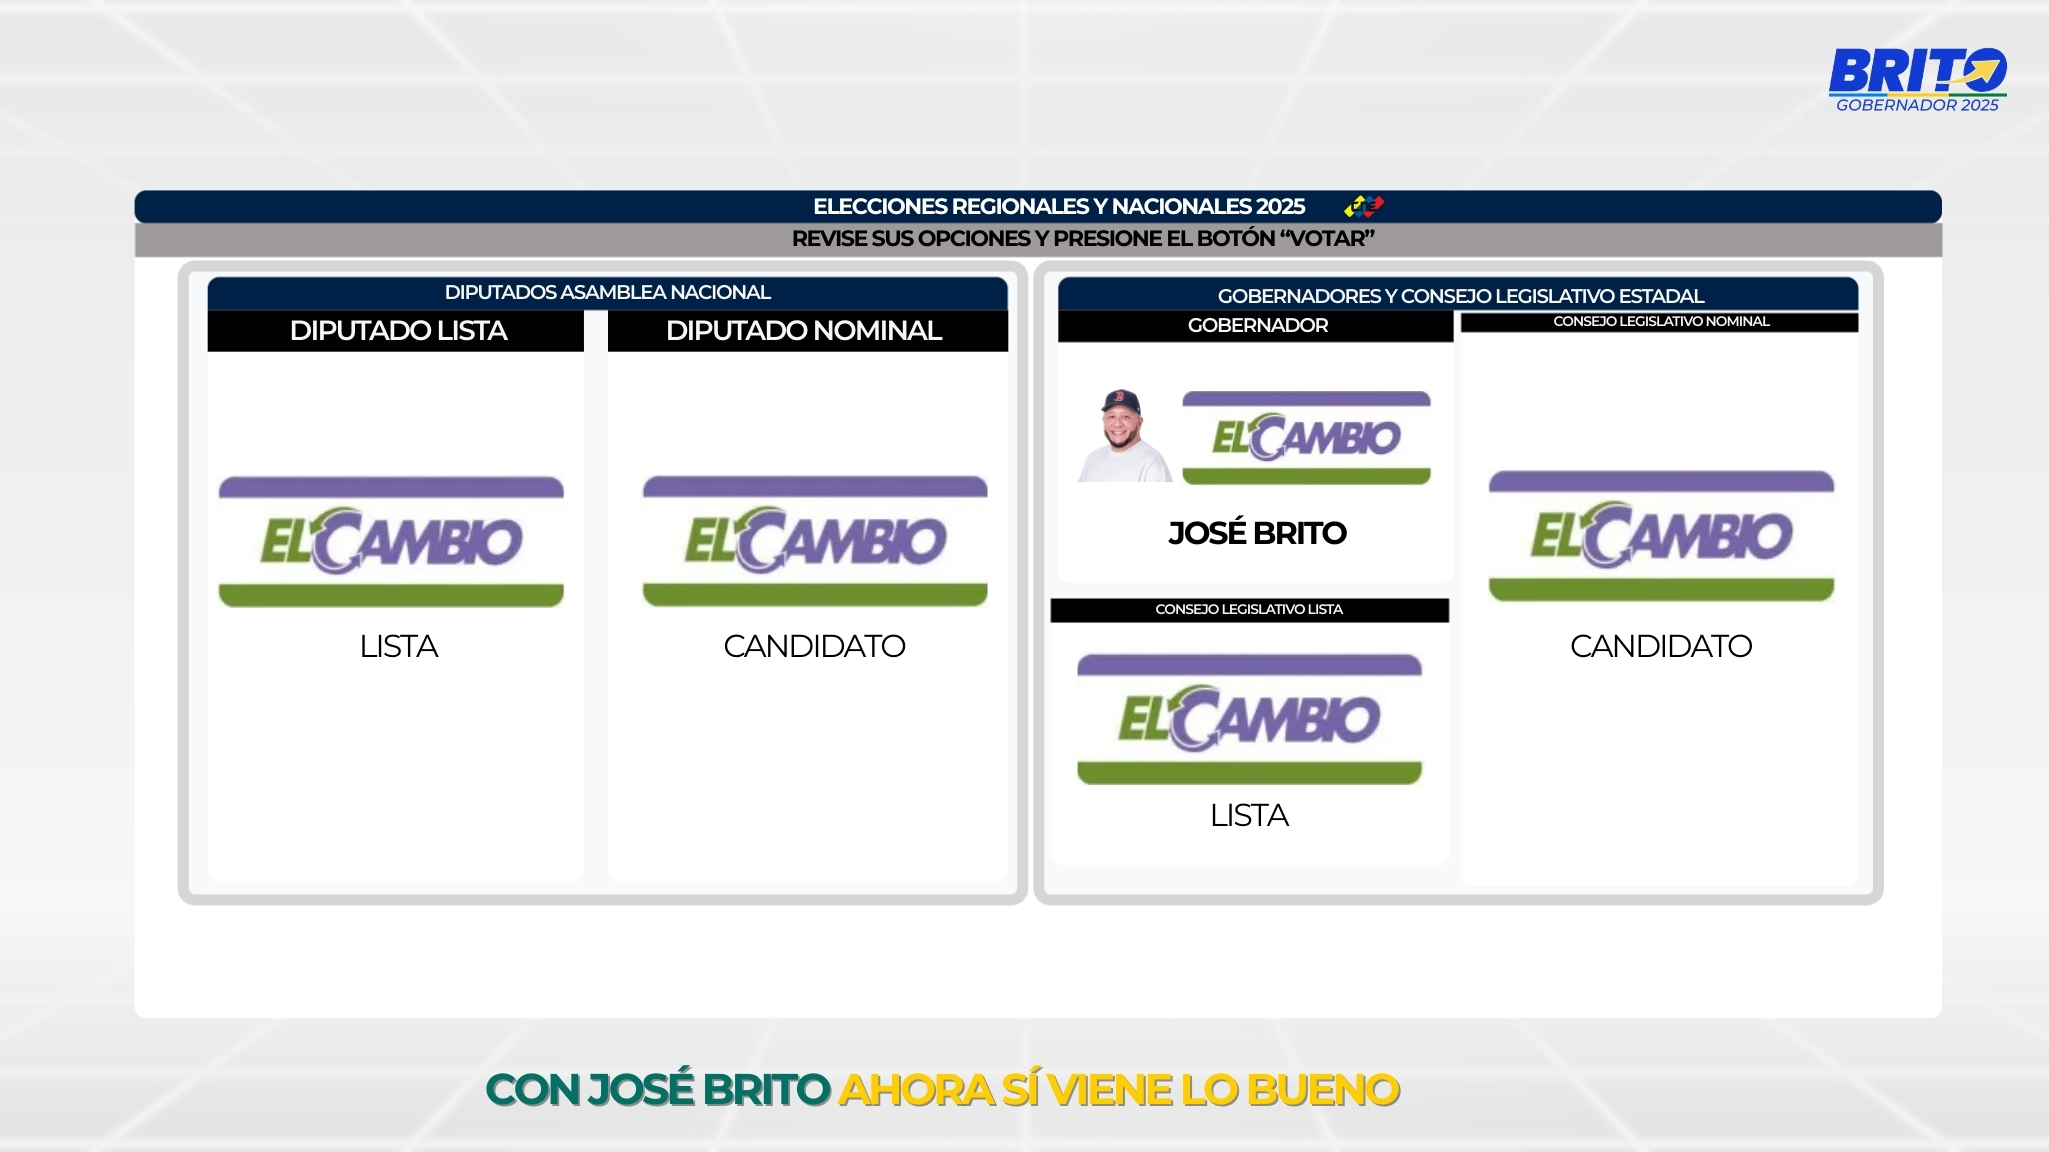 BRITO
GOBERNADOR 2025
ELECCIONES REGIONALES Y NACIONALES 2025
REVISE SUS OPCIONES Y PRESIONE EL BOTÓN “VOTAR”
DIPUTADOS ASAMBLEA NACIONAL
DIPUTADO LISTA
EL CAMBIO
LISTA
DIPUTADO NOMINAL
EL CAMBIO
CANDIDATO
GOBERNADORES Y CONSEJO LEGISLATIVO ESTADAL
GOBERNADOR
B
EL CAMBIO
JOSÉ BRITO
CONSEJO LEGISLATIVO LISTA
EL CAMBIO
LISTA
CONSEJO LEGISLATIVO NOMINAL
EL CAMBIO
CANDIDATO
CON JOSÉ BRITO AHORA SÍ VIENE LO BUENO